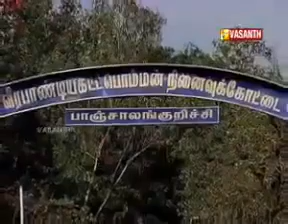 VASANTH
வீரபாண்டியகட்டபொம்மன் நினைவுக்கோட்டை
பாஞ்சாலங்குறிச்சி